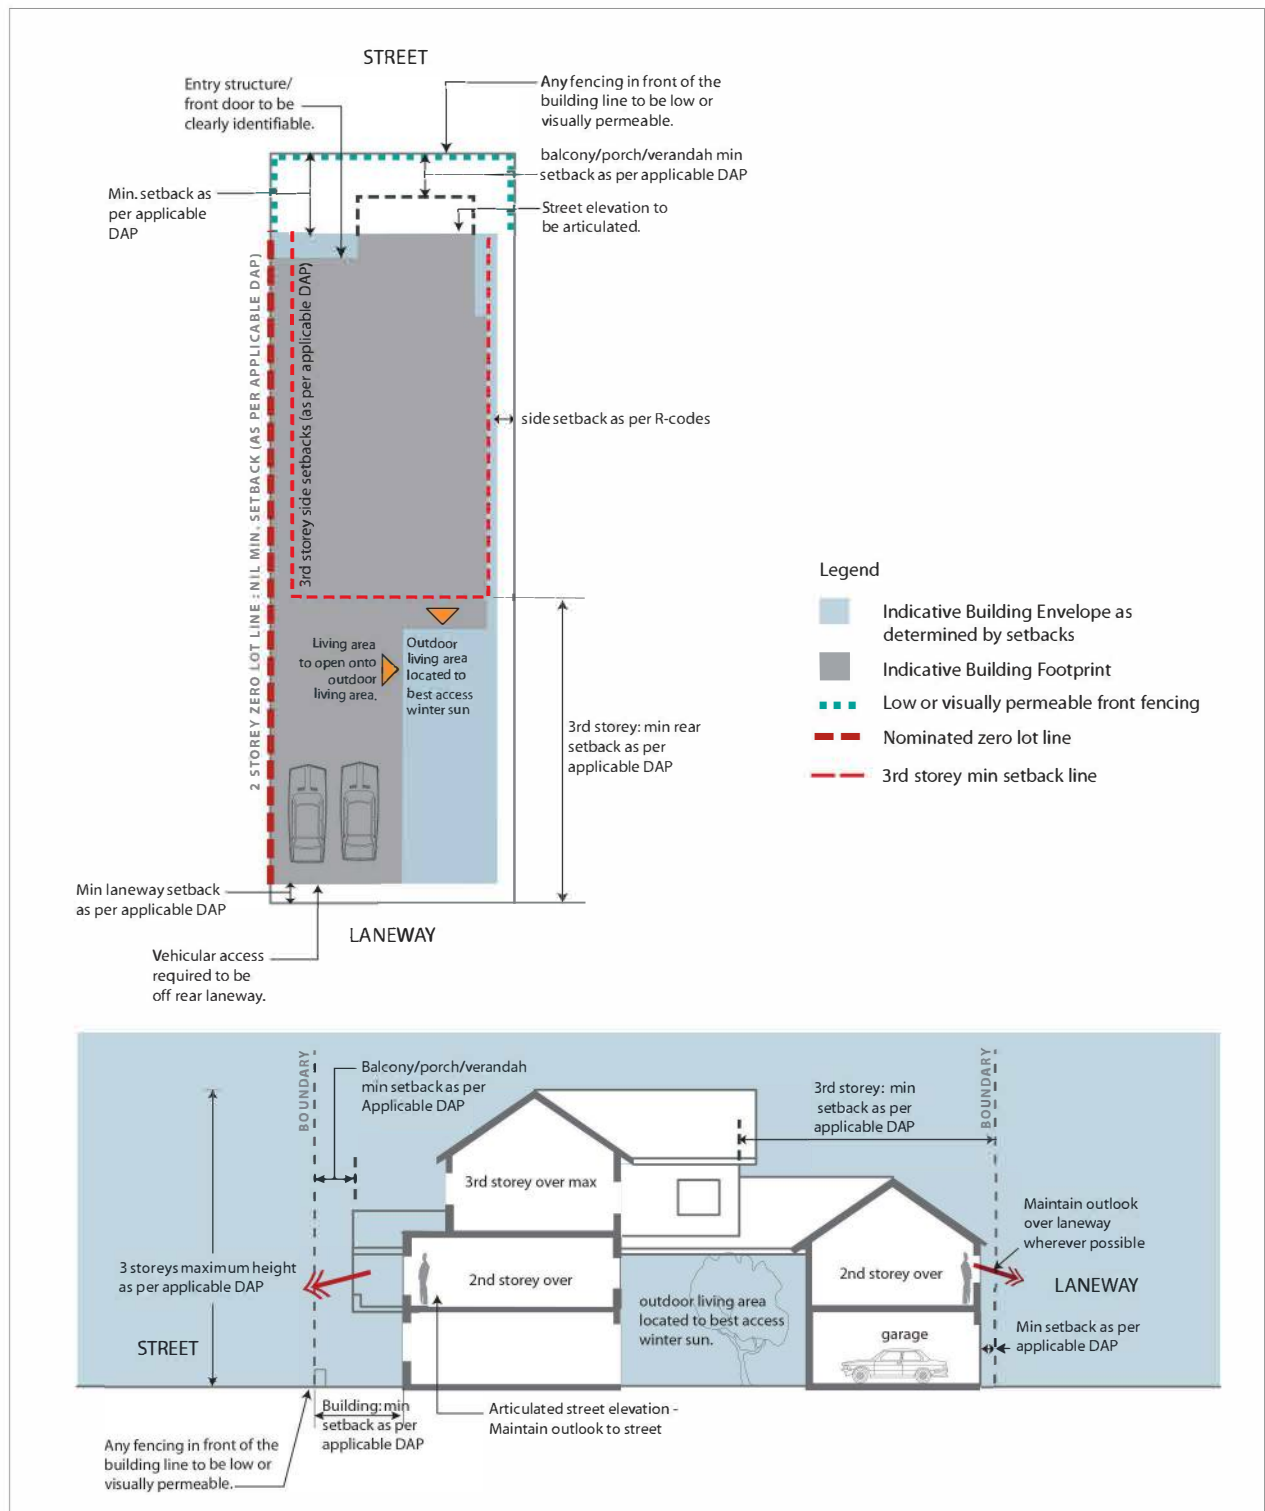 STREET
Entry structure/
front door to be
clearly identifiable.
Any fencing in front of the
building line to be low or
visually permeable.
balcony/porch/verandah min
setback as per applicable DAP
Min. setback as
per applicable
DAP
Street elevation to
be articulated.
2 STOREY ZERO LOT LINE : NIL MIN. SETBACK (AS PER APPLICABLE DAP)
3rd storey side setbacks (as per applicable DAP)
side setback as per R-codes
Living area
to open onto
outdoor
living area.
Outdoor
living area
located to
best access
winter sun
3rd storey: min rear
setback as per
applicable DAP
Min laneway setback
as per applicable DAP
LANEWAY
Vehicular access
required to be
off rear laneway.
Legend
Indicative Building Envelope as
determined by setbacks
Indicative Building Footprint
Low or visually permeable front fencing
Nominated zero lot line
3rd storey min setback line
BOUNDARY
Balcony/porch/verandah
min setback as per
Applicable DAP
3rd storey: min
setback as per
applicable DAP
BOUNDARY
3rd storey over max
Maintain outlook
over laneway
wherever possible
3 storeys maximum height
as per applicable DAP
2nd storey over
2nd storey over
LANEWAY
outdoor living area
located to best access
winter sun.
garage
Min setback as per
applicable DAP
STREET
Building: min
setback as per
applicable DAP
Articulated street elevation -
Maintain outlook to street
Any fencing in front of the
building line to be low or
visually permeable.